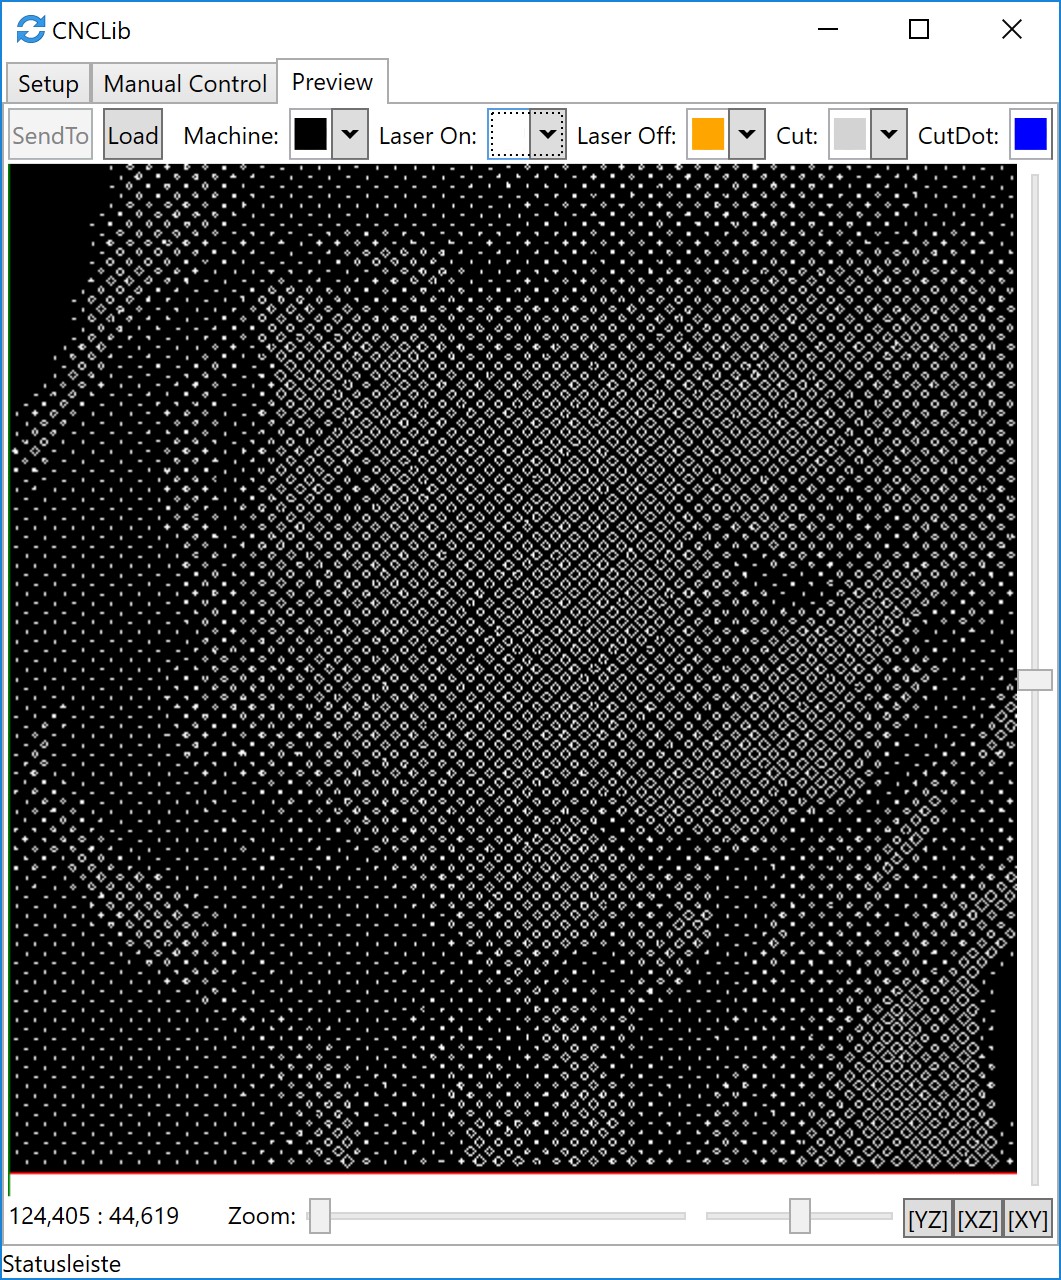 CNCLib
Setup Manual Control Preview
SendTo Load Machine: Laser On: Laser Off: Cut: CutDot:
124,405 : 44,619 Zoom: [YZ] [XZ] [XY]
Statusleiste